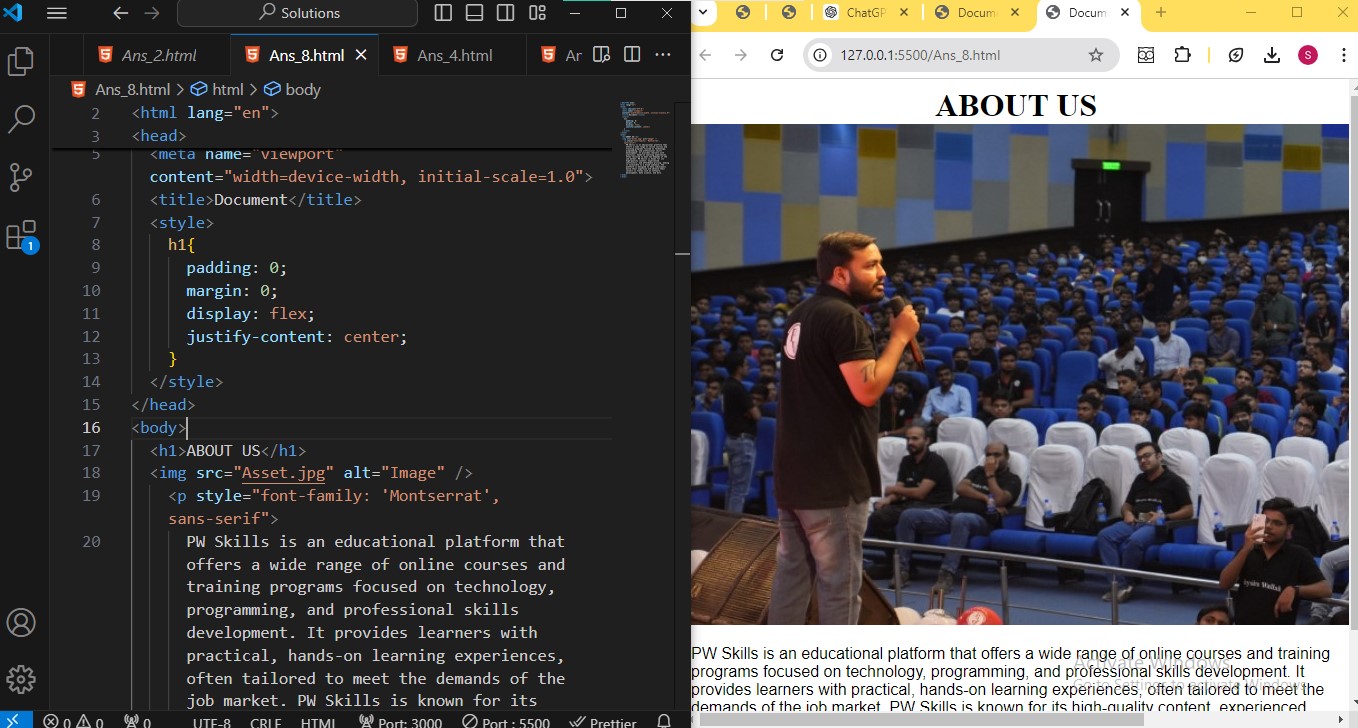 Solutions
Ans_2.html
Ans_8.html
Ans_4.html
Ar
Ans_8.html > html > body
2 <html lang="en">
3 <head>
5 <meta name="viewport"
content="width=device-width, initial-scale=1.0">
6 <title>Document</title>
7 <style>
8 h1{
9 padding: 0;
10 margin: 0;
11 display: flex;
12 justify-content: center;
13 }
14 </style>
15 </head>
16 <body>
17 <h1>ABOUT US</h1>
18 <img src="Asset.jpg" alt="Image" />
19 <p style="font-family: 'Montserrat',
sans-serif">
20 PW Skills is an educational platform that
offers a wide range of online courses and
training programs focused on technology,
programming, and professional skills
development. It provides learners with
practical, hands-on learning experiences,
often tailored to meet the demands of the
job market. PW Skills is known for its
1
0 0 0 UTF-8 CRLF HTML Port: 3000 Port : 5500 Prettier
ChatGP
Docum
Docum
127.0.0.1:5500/Ans_8.html
S
ABOUT US
PW Skills is an educational platform that offers a wide range of online courses and training
programs focused on technology, programming, and professional skills development. It
provides learners with practical, hands-on learning experiences, often tailored to meet the
demands of the job market. PW Skills is known for its high-quality content, experienced
Activate Windows
Go to Settings to activate Windows.